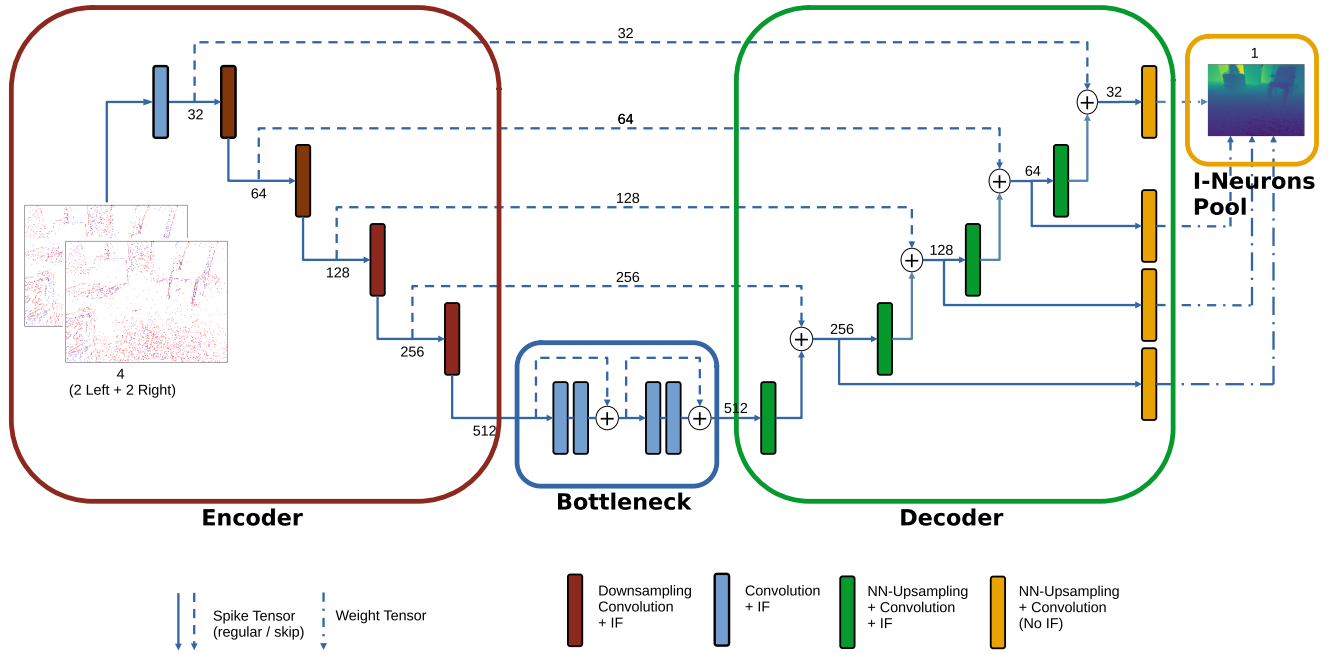 32
1
32
32
64
64
64
I-Neurons
Pool
128
128
128
256
256
256
4
(2 Left + 2 Right)
512
512
Bottleneck
Encoder
Decoder
Spike Tensor
(regular / skip)
Weight Tensor
Downsampling
Convolution
+ IF
Convolution
+ IF
NN-Upsampling
+ Convolution
+ IF
NN-Upsampling
+ Convolution
(No IF)